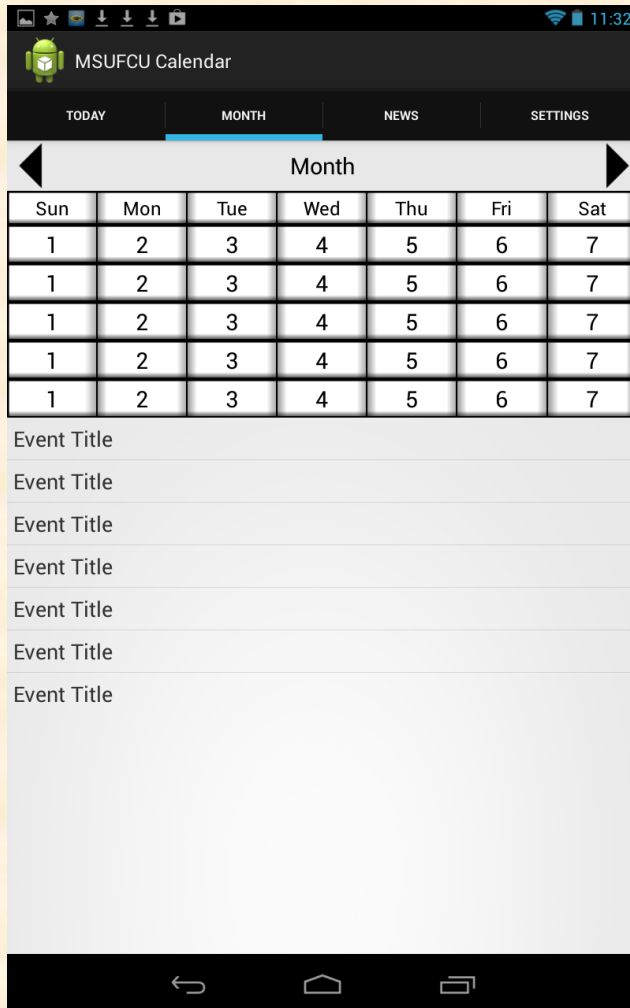 11:32
MSUFCU Calendar
TODAY MONTH NEWS SETTINGS
Month
Sun Mon Tue Wed Thu Fri Sat
1 2 3 4 5 6 7
1 2 3 4 5 6 7
1 2 3 4 5 6 7
1 2 3 4 5 6 7
1 2 3 4 5 6 7
Event Title
Event Title
Event Title
Event Title
Event Title
Event Title
Event Title